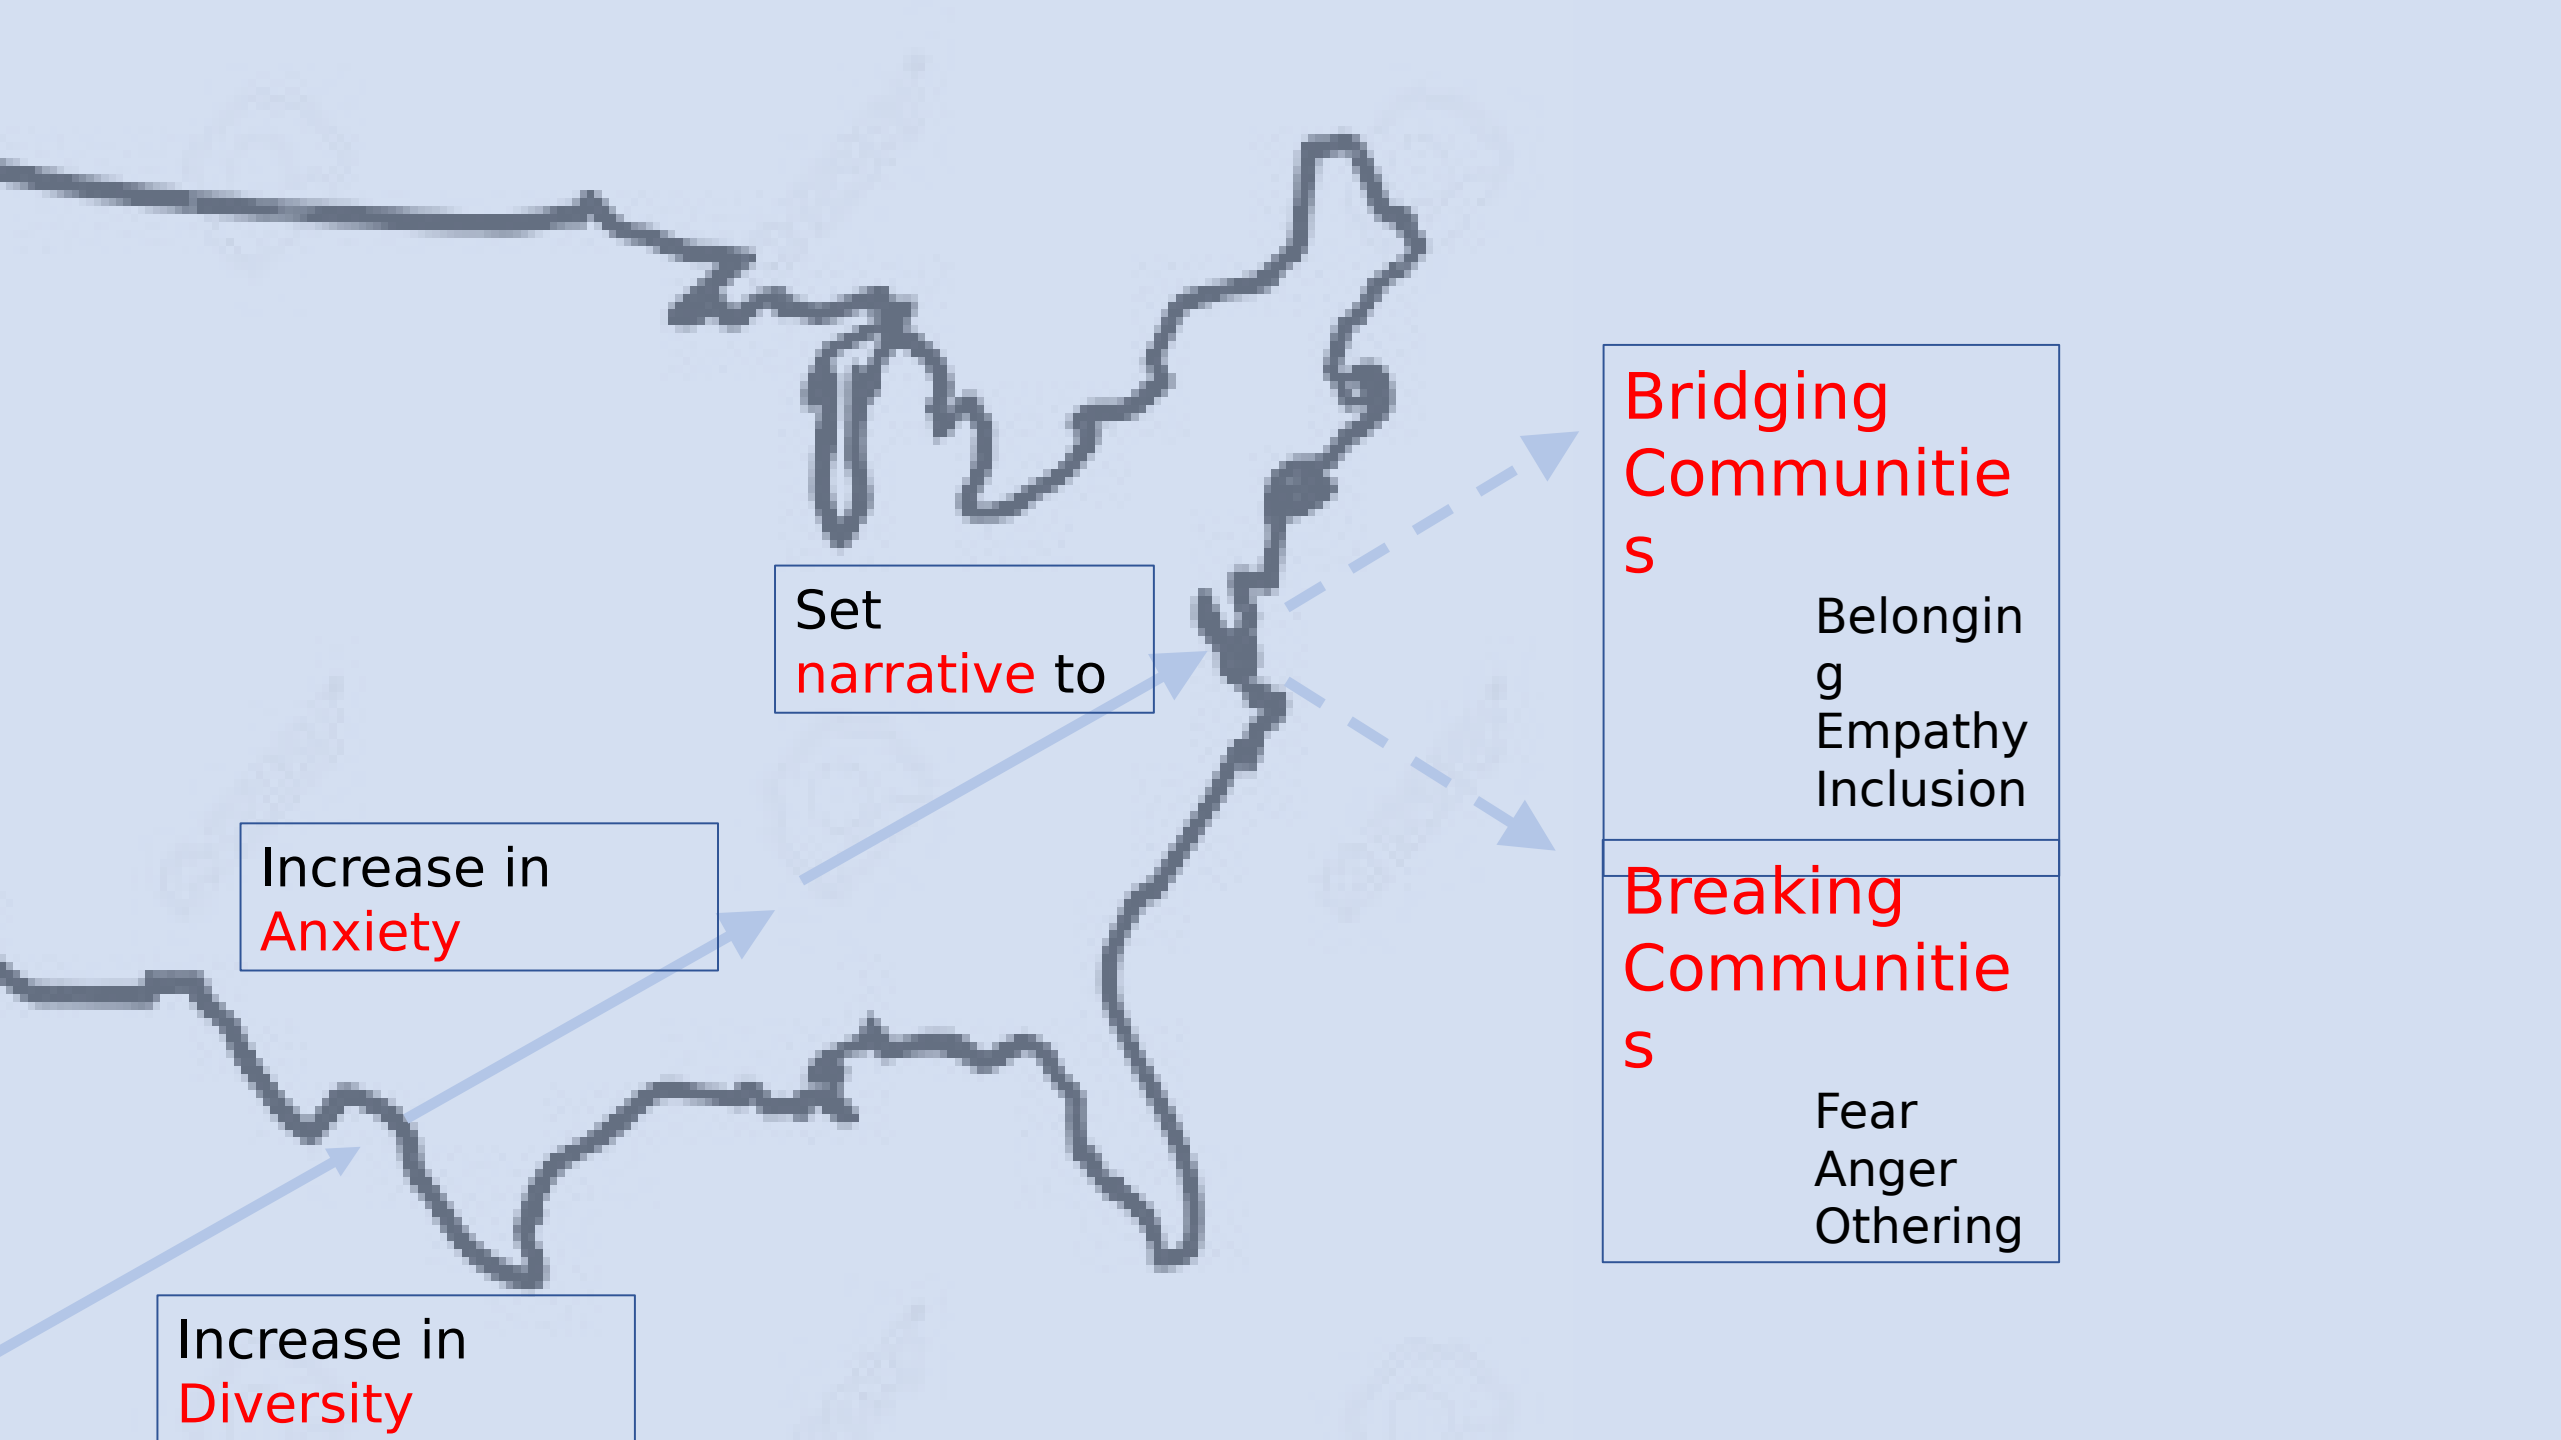 Bridging
Communitie
s
Belongin
g
Empathy
Inclusion
Set
narrative to
Increase in
Anxiety
Breaking
Communitie
s
Fear
Anger
Othering
Increase in
Diversity